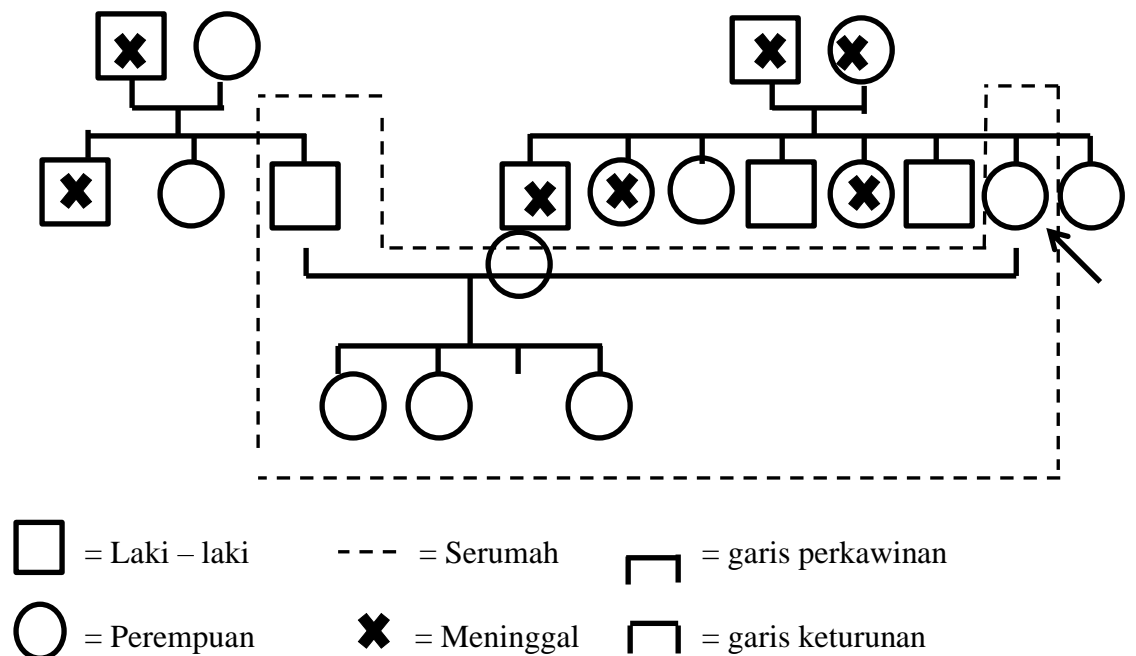 = Laki – laki
= Serumah
= garis perkawinan
= Perempuan
= Meninggal
= garis keturunan